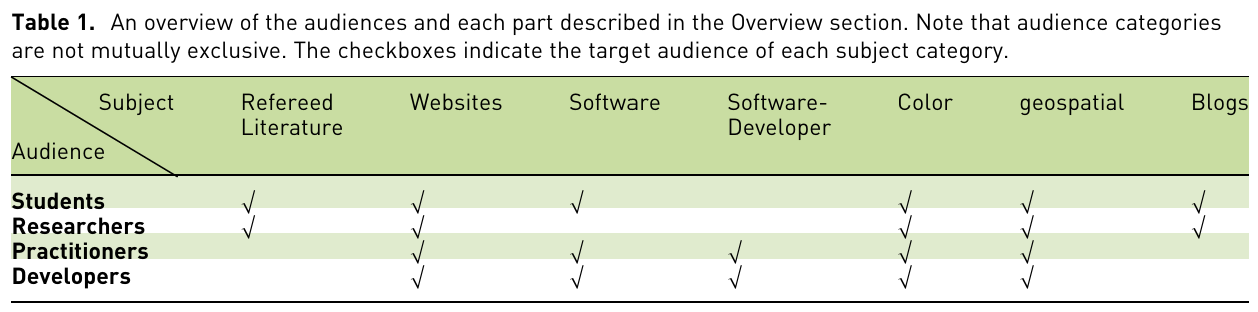 Table 1. An overview of the audiences and each part described in the Overview section. Note that audience categories
are not mutually exclusive. The checkboxes indicate the target audience of each subject category.
Subject Refereed Websites Software Software- Color geospatial Blogs
Literature Developer
Audience
Students √ √ √ √ √ √
Researchers √ √ √ √ √
Practitioners √ √ √ √ √
Developers √ √ √ √ √